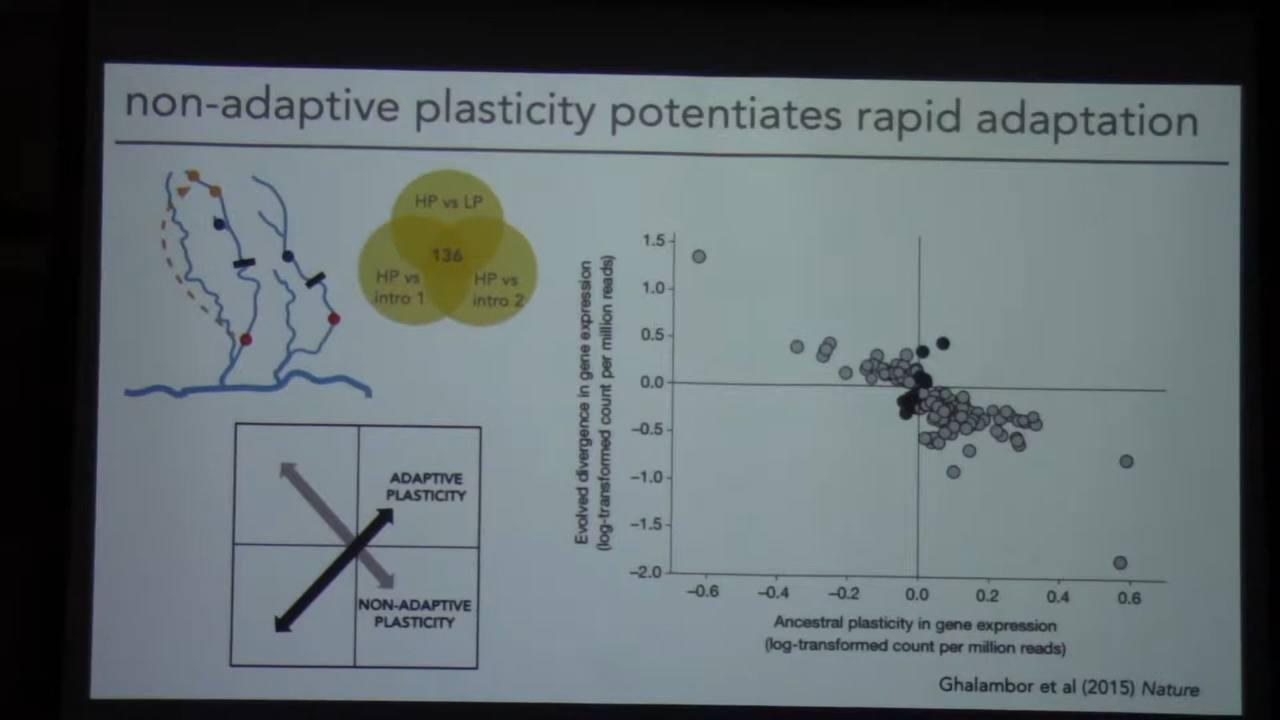 non-adaptive plasticity potentiates rapid adaptation
HP vs LP
136
HP vs
intro 1
HP vs
intro 2
ADAPTIVE
PLASTICITY
NON-ADAPTIVE
PLASTICITY
Evolved divergence in gene expression
(log-transformed count per million reads)
1.5
1.0
0.5
0.0
–0.5
–1.0
–1.5
–2.0
–0.6 –0.4 –0.2 0.0 0.2 0.4 0.6
Ancestral plasticity in gene expression
(log-transformed count per million reads)
Ghalambor et al (2015) Nature